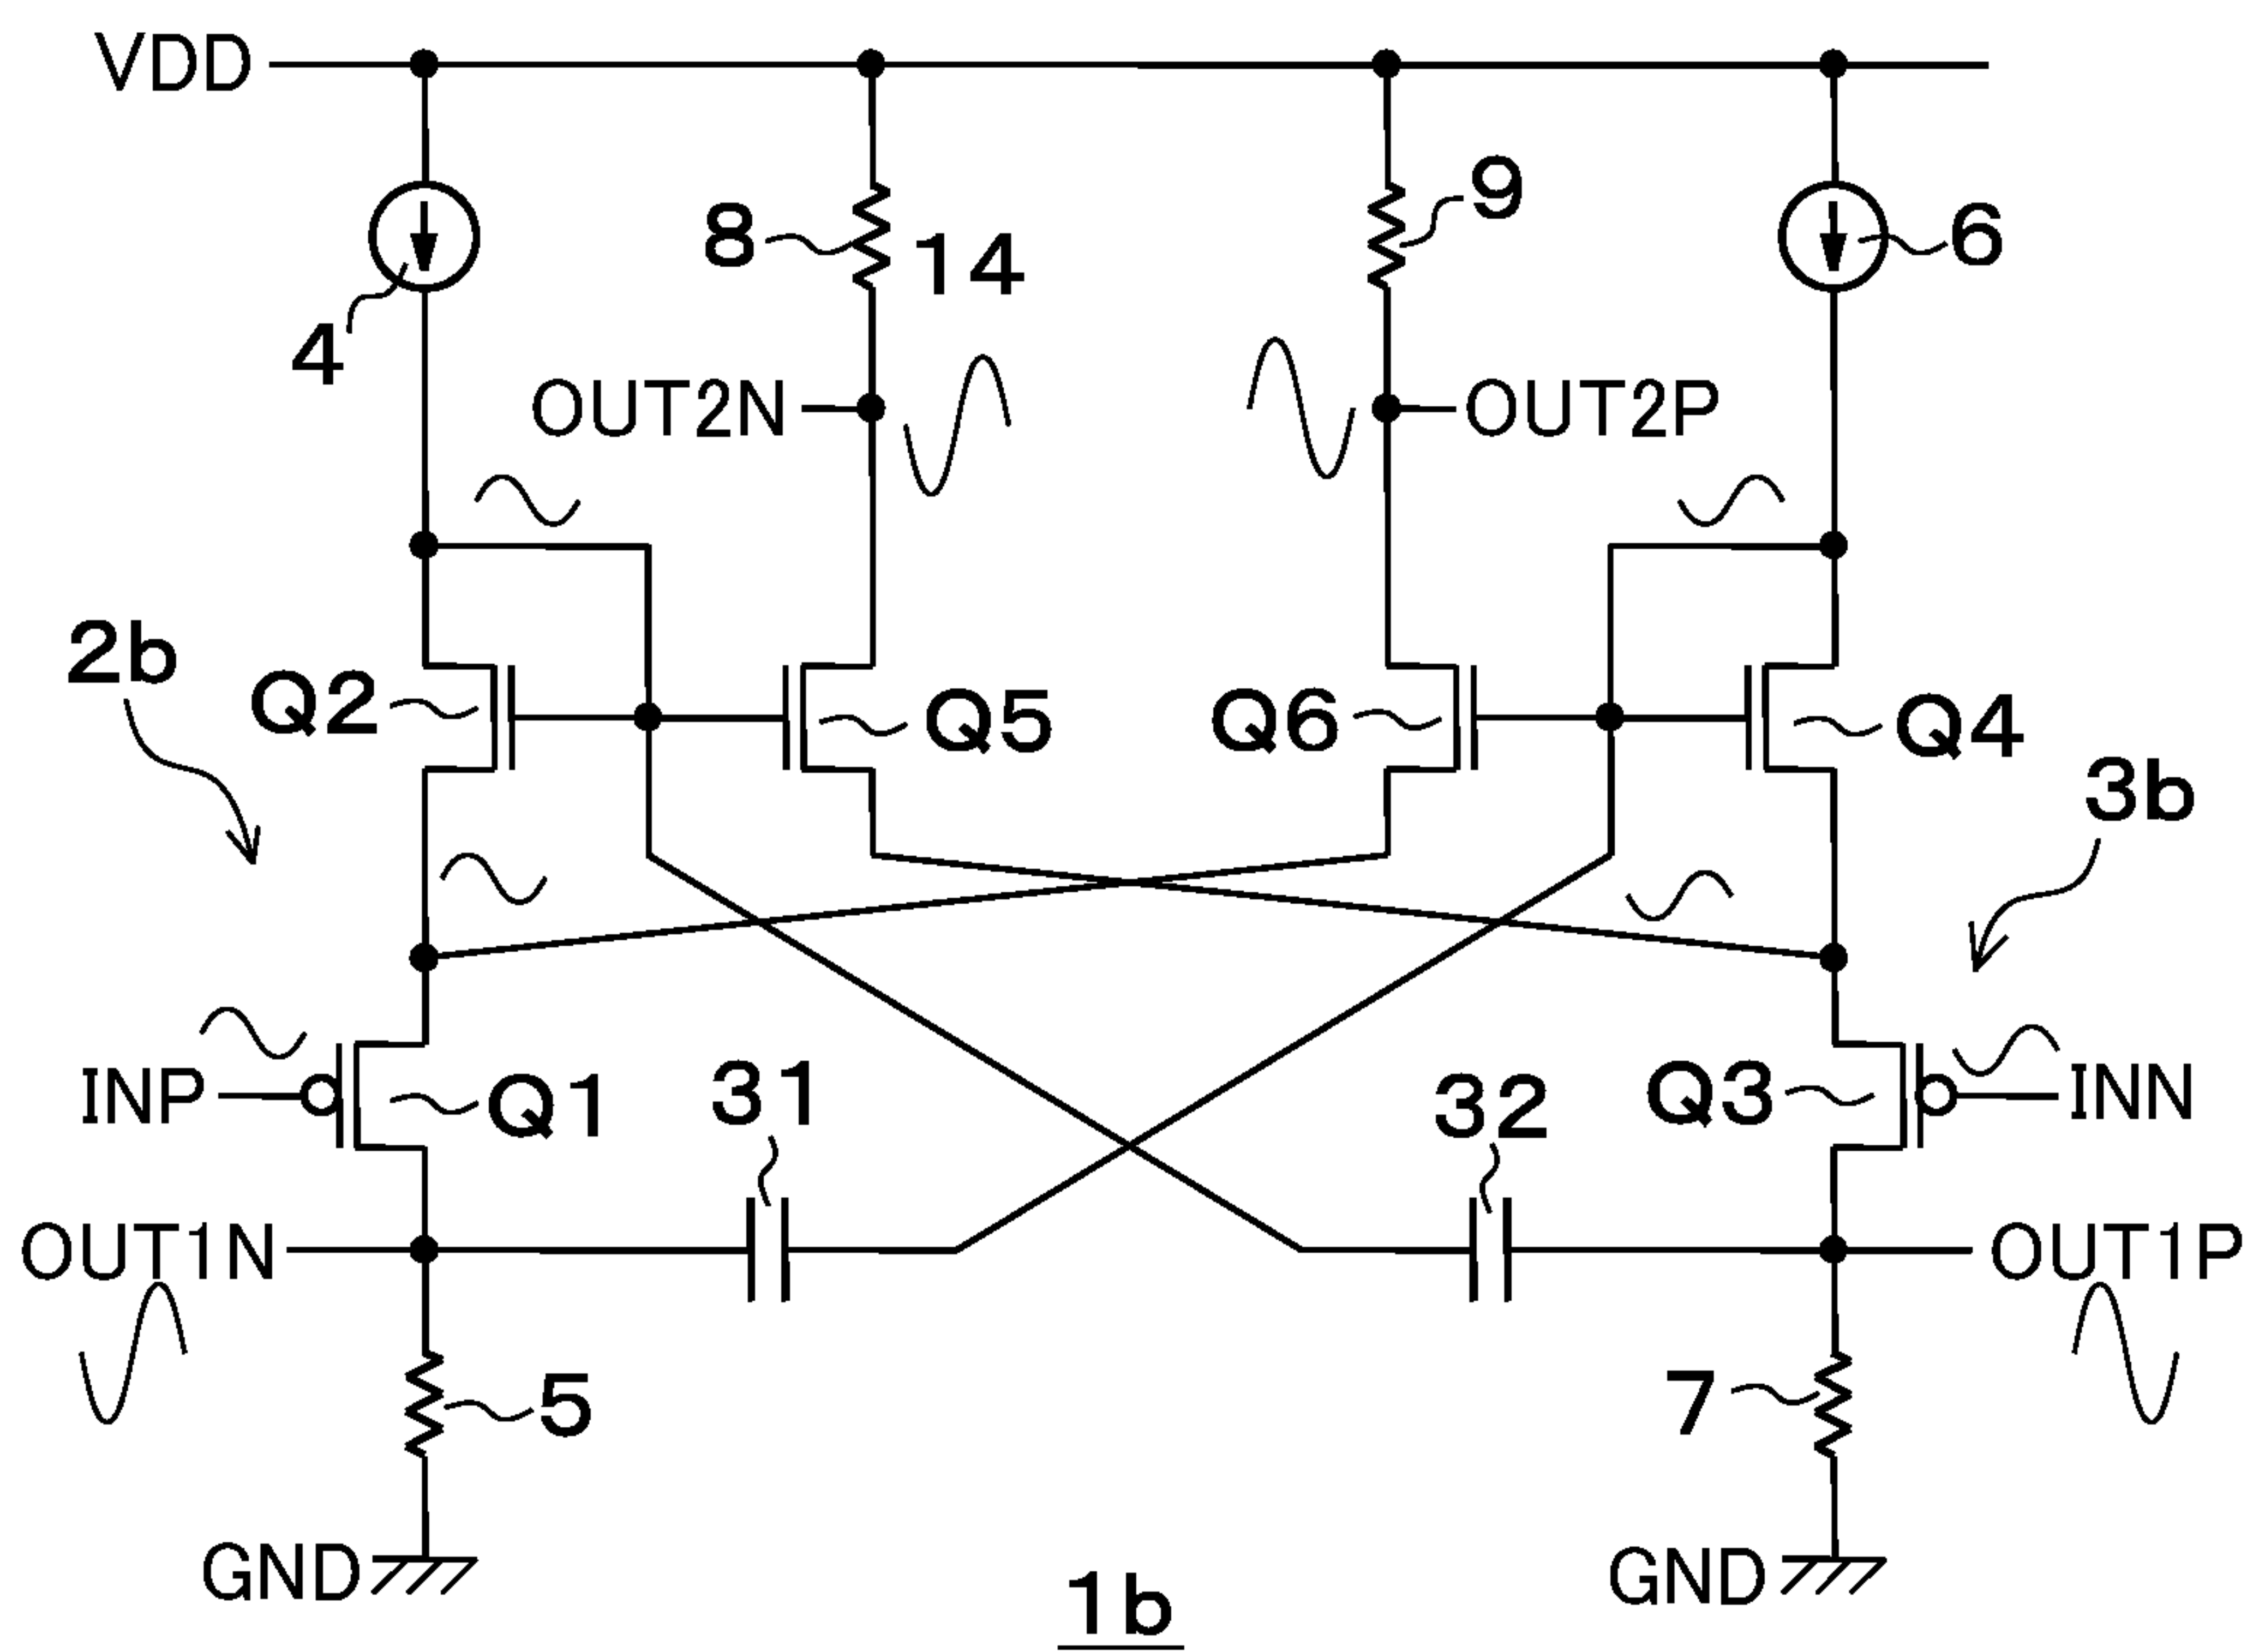 VDD
9
8
14
6
4
OUT2N
OUT2P
2b
Q2
Q5
Q6
Q4
3b
INP
Q1
31
32
Q3
INN
OUT1N
OUT1P
5
7
GND
GND
1b